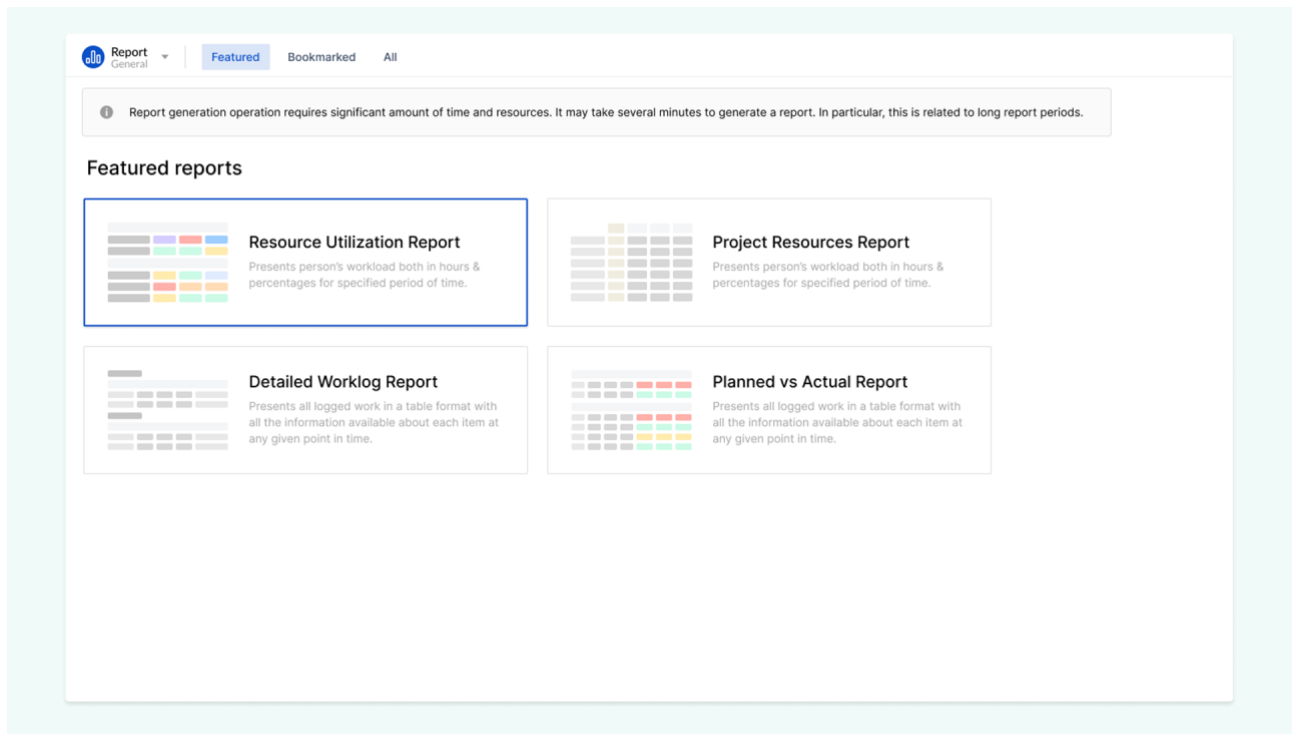 Report
General
Featured
Bookmarked
All
Report generation operation requires significant amount of time and resources. It may take several minutes to generate a report. In particular, this is related to long report periods.
Featured reports
Resource Utilization Report
Presents person's workload both in hours &
percentages for specified period of time.
Project Resources Report
Presents person's workload both in hours &
percentages for specified period of time.
Detailed Worklog Report
Presents all logged work in a table format with
all the information available about each item at
any given point in time.
Planned vs Actual Report
Presents all logged work in a table format with
all the information available about each item at
any given point in time.